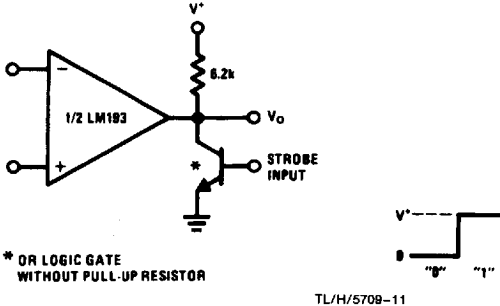 V+
6.2k
−
1/2 LM193
VO
+
*
STROBE
INPUT
* OR LOGIC GATE
WITHOUT PULL-UP RESISTOR
V+
0
"0" "1"
TL/H/5709-11